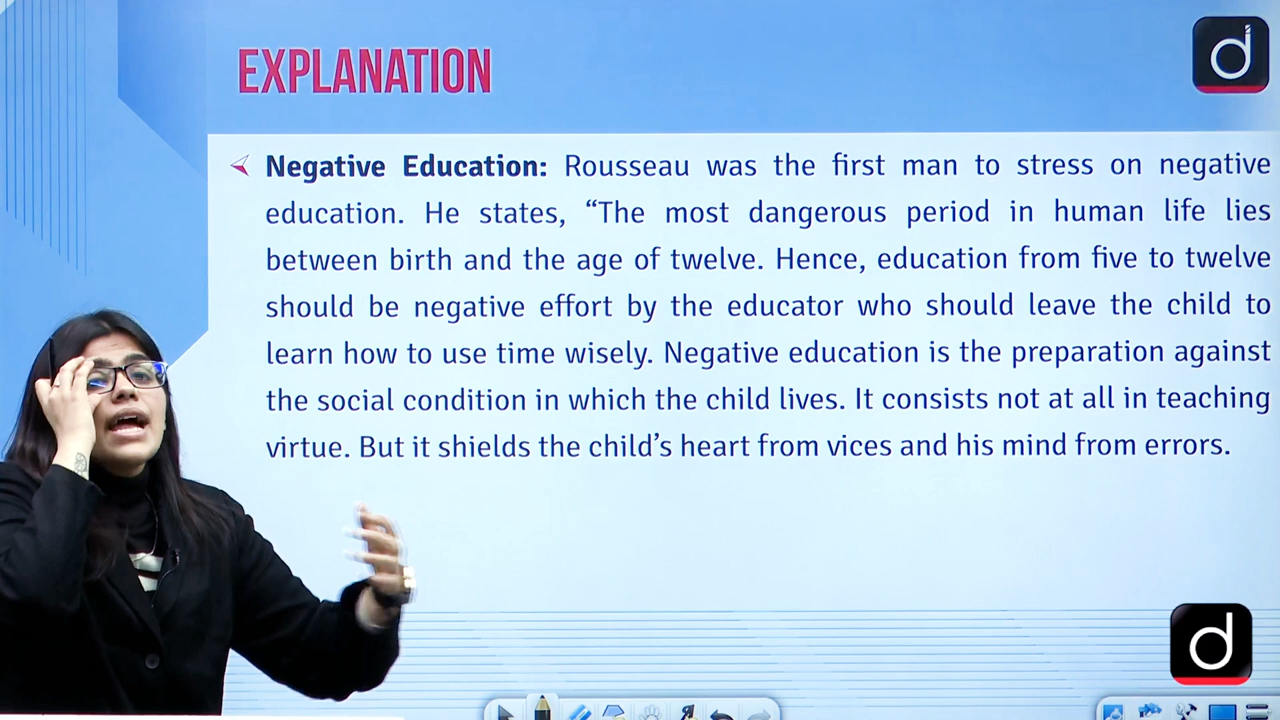 EXPLANATION
Negative Education: Rousseau was the first man to stress on negative
education. He states, “The most dangerous period in human life lies
between birth and the age of twelve. Hence, education from five to twelve
should be negative effort by the educator who should leave the child to
learn how to use time wisely. Negative education is the preparation against
the social condition in which the child lives. It consists not at all in teaching
virtue. But it shields the child’s heart from vices and his mind from errors.
d
d